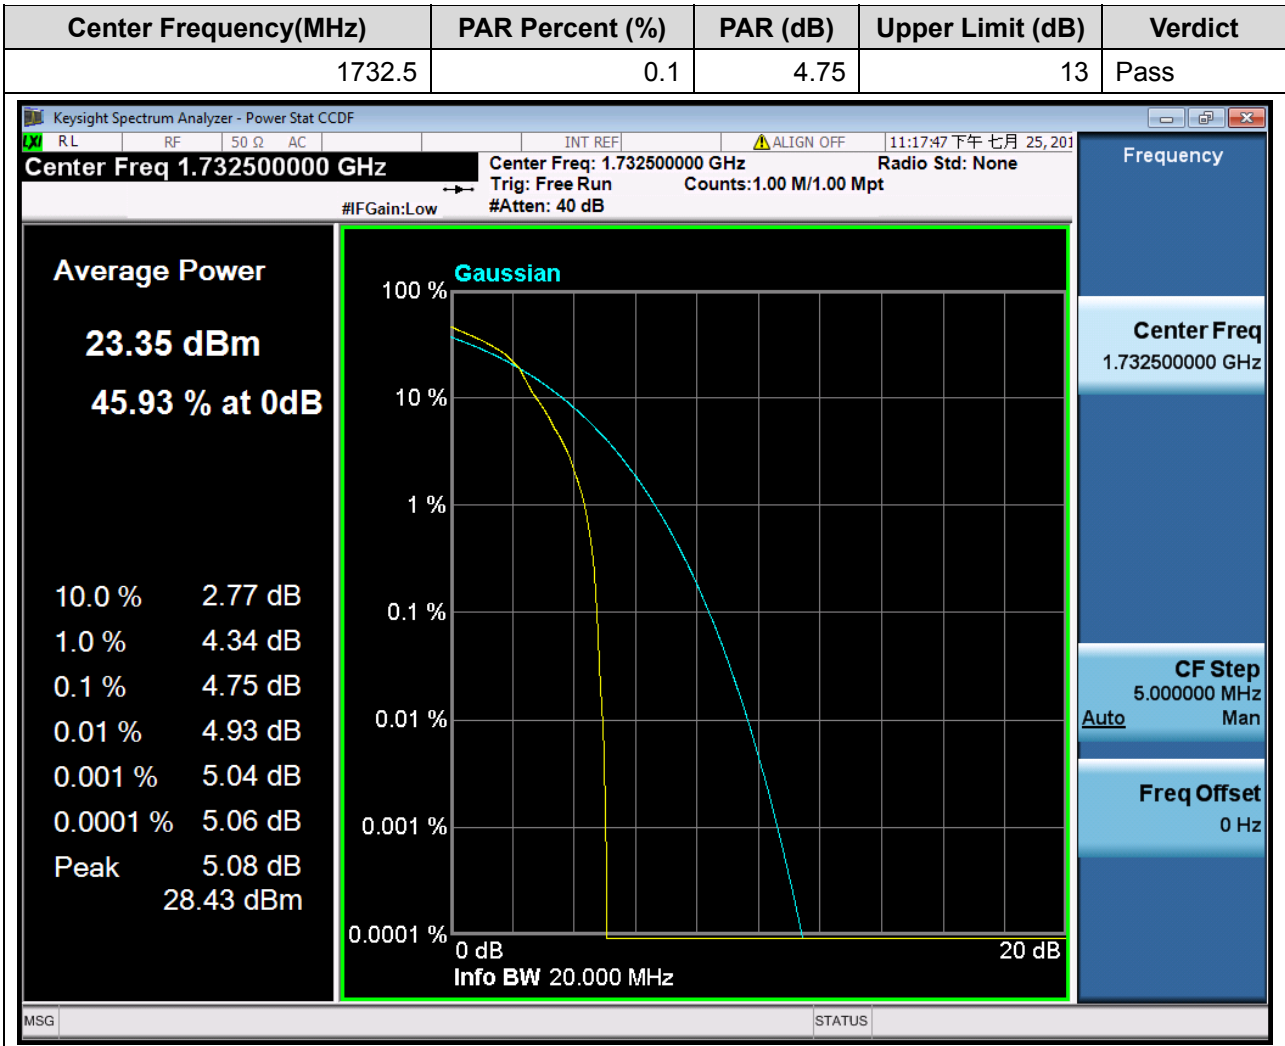 Center Frequency(MHz) PAR Percent (%) PAR (dB) Upper Limit (dB) Verdict
1732.5 0.1 4.75 13 Pass
Keysight Spectrum Analyzer - Power Stat CCDF
LXI RL RF 50 Ω AC INT REF ALIGN OFF 11:17:47 下午 七月 25, 201
Center Freq 1.732500000 GHz
Center Freq: 1.732500000 GHz Radio Std: None
Trig: Free Run Counts:1.00 M/1.00 Mpt
#IFGain:Low #Atten: 40 dB
Average Power
23.35 dBm
45.93 % at 0dB
10.0 % 2.77 dB
1.0 % 4.34 dB
0.1 % 4.75 dB
0.01 % 4.93 dB
0.001 % 5.04 dB
0.0001 % 5.06 dB
Peak 5.08 dB
28.43 dBm
Gaussian
100 %
10 %
1 %
0.1 %
0.01 %
0.001 %
0.0001 %
0 dB 20 dB
Info BW 20.000 MHz
Frequency
Center Freq
1.732500000 GHz
CF Step
5.000000 MHz
Auto Man
Freq Offset
0 Hz
MSG STATUS